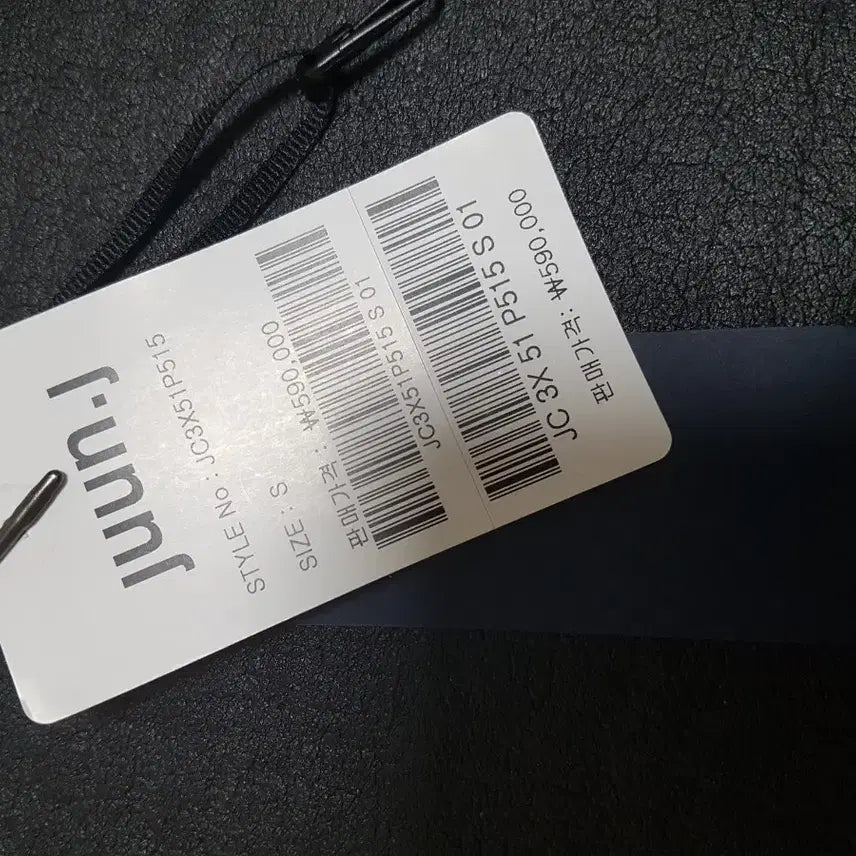 juun.j
STYLE No : JC3X51P515
SIZE : S
판매가격 : ₩590,000
JC3X51P515 S 01
JC 3X 51 P515 S 01
판매가격 : ₩590,000